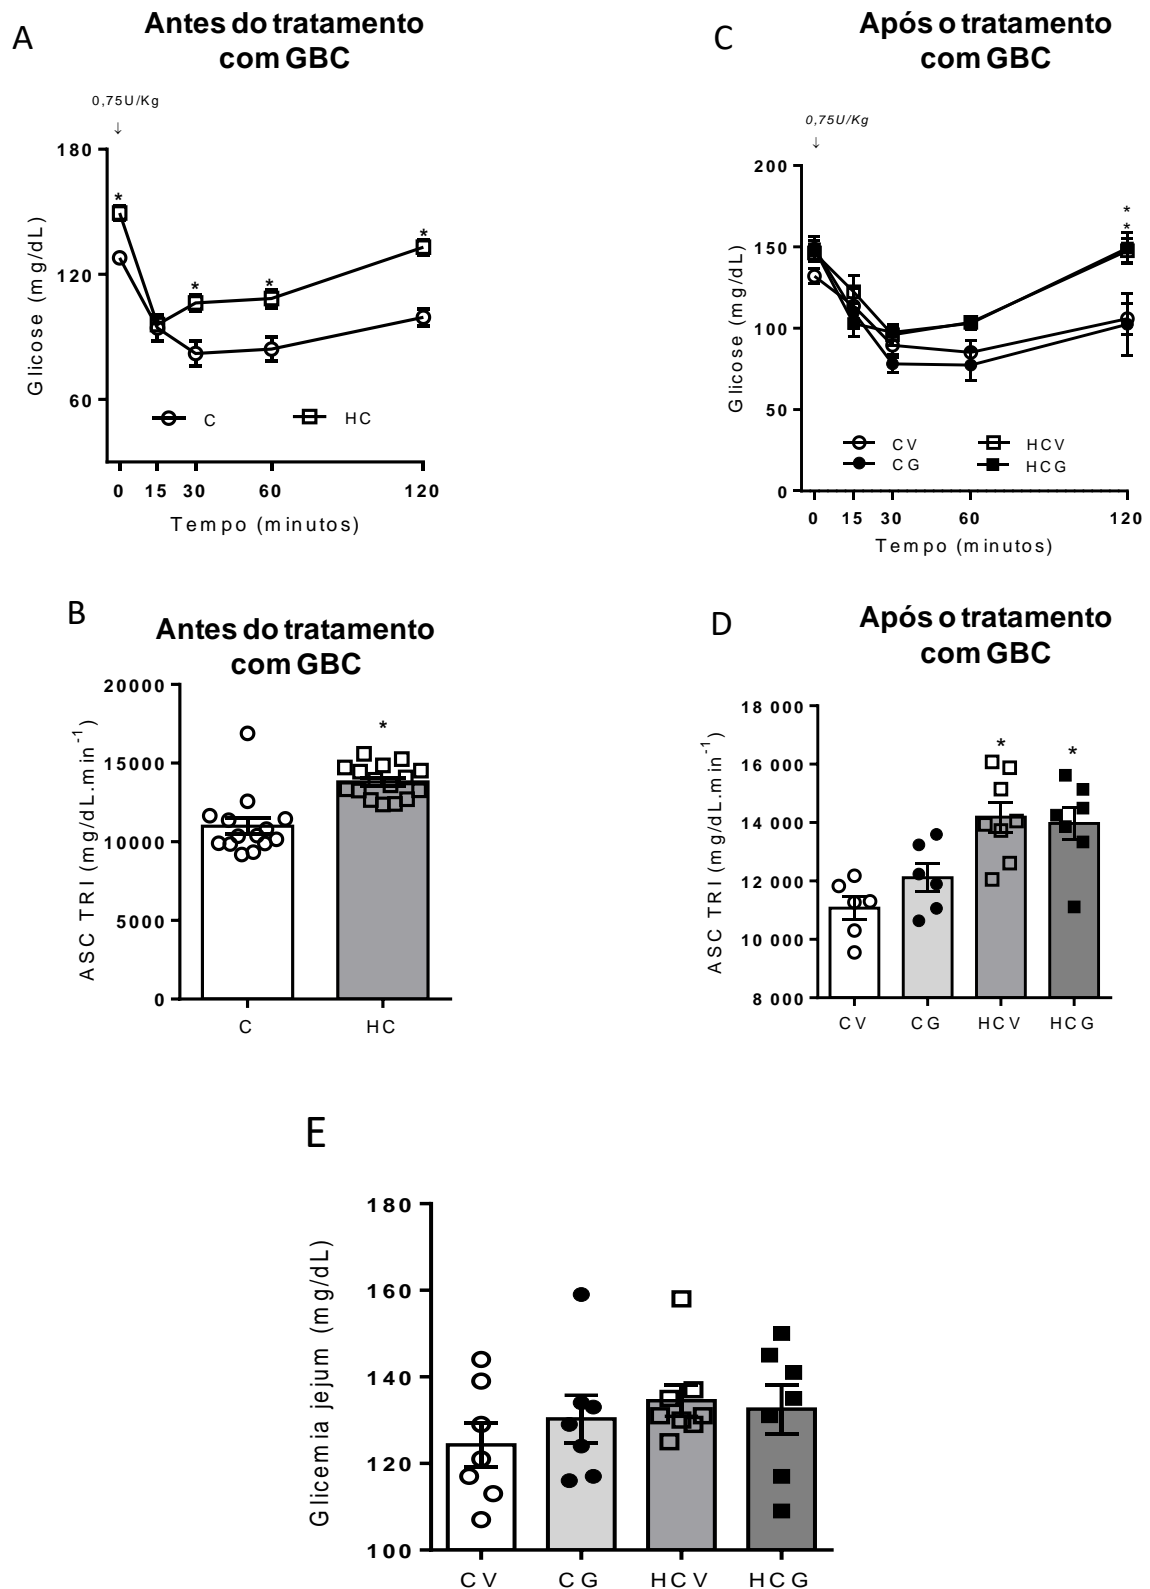 A
Antes do tratamento
com GBC
0,75U/Kg
↓
180
120
60
Glicose (mg/dL)
C
HC
0
15
30
60
120
Tempo (minutos)
*
*
*
*
C
Após o tratamento
com GBC
0,75U/Kg
↓
200
150
100
50
0
Glicose (mg/dL)
*
*
CV
HCV
CG
HCG
0
15
30
60
120
Tempo (minutos)
B
Antes do tratamento
com GBC
20000
15000
10000
5000
0
ASC TRI (mg/dL.min-1)
*
C
HC
D
Após o tratamento
com GBC
18 000
16 000
14 000
12 000
10 000
8 000
ASC TRI (mg/dL.min-1)
*
*
CV
CG
HCV
HCG
E
180
160
140
120
100
Glicemia jejum (mg/dL)
CV
CG
HCV
HCG